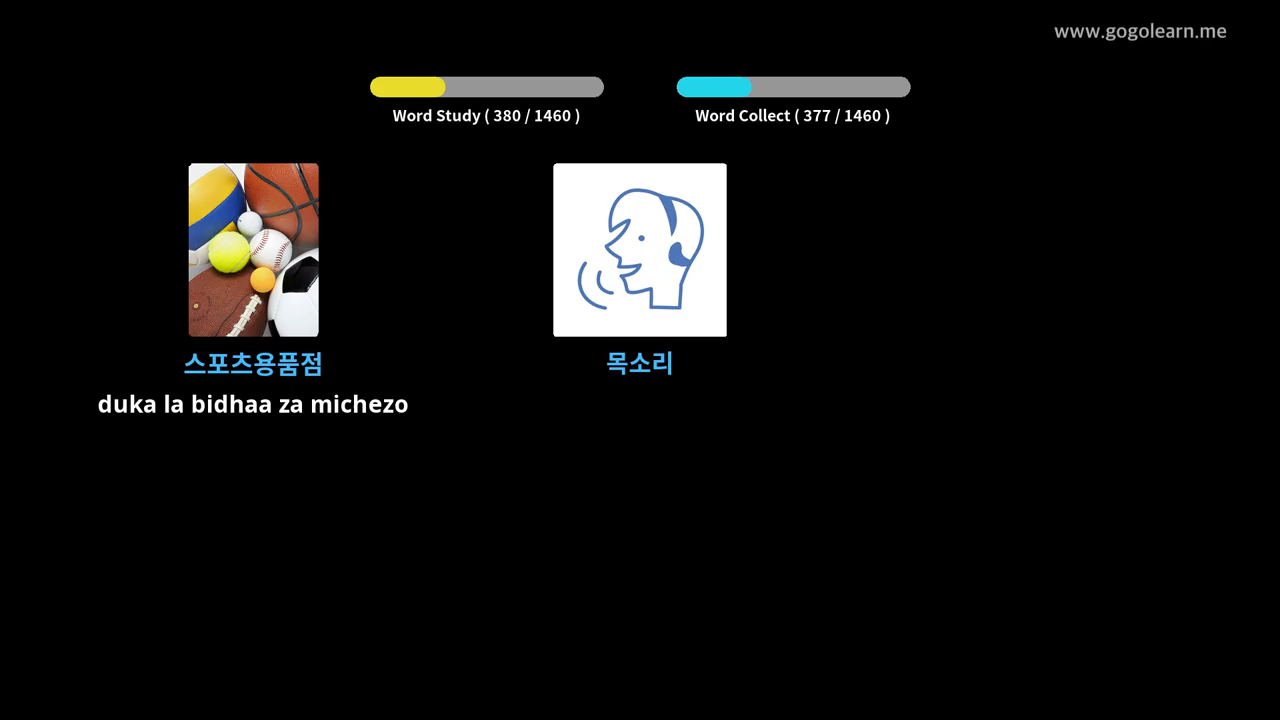 www.gogolearn.me
Word Study ( 380 / 1460 )
Word Collect ( 377 / 1460 )
스포츠용품점
목소리
duka la bidhaa za michezo